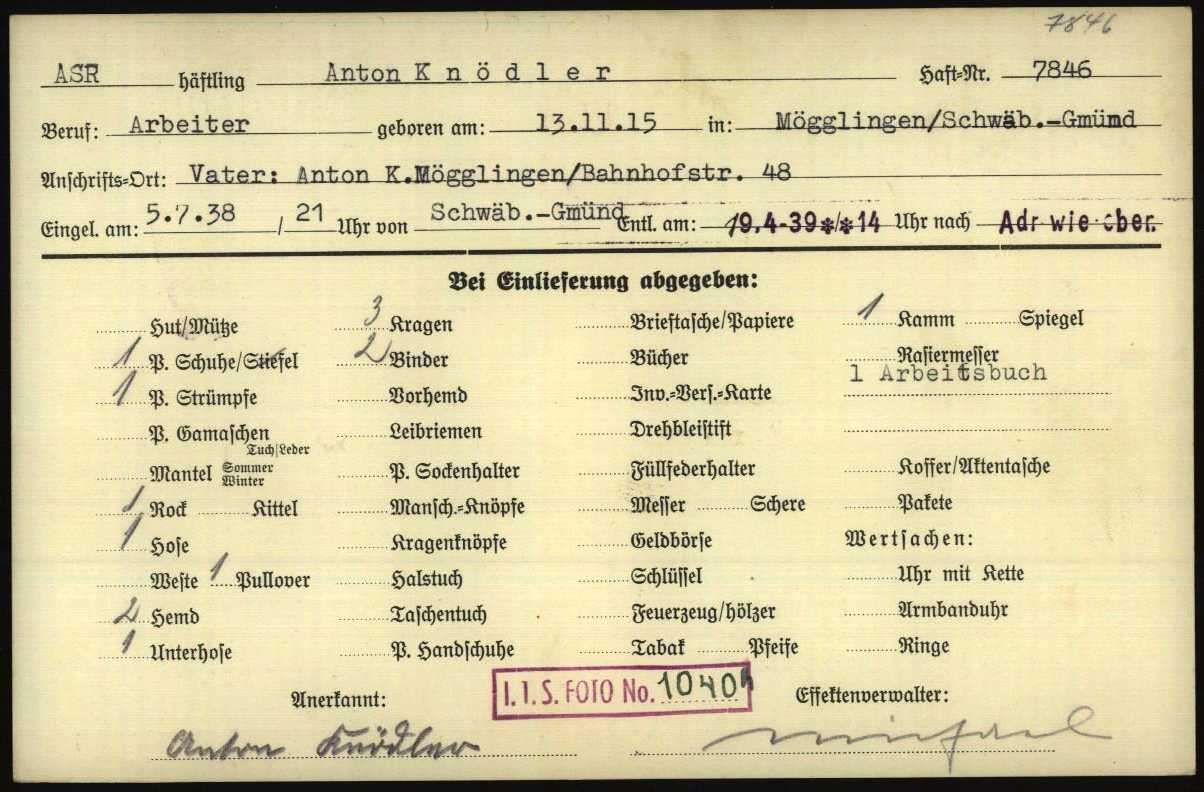 7846
ASR häftling Anton K n ö d l e r Haft-Nr. 7846
Beruf: Arbeiter geboren am: 13.11.15 in: Mögglingen/Schwäb.-Gmünd
Anschrifts-Ort: Vater: Anton K.Mögglingen/Bahnhofstr. 48
Eingel. am: 5.7.38 / 21 Uhr von Schwäb.-Gmünd Entl. am: 19.4-39*/*14 Uhr nach Adr wie ober.
Bei Einlieferung abgegeben:
Hut/Mütze 3 Kragen Brieftasche/Papiere 1 Kamm Spiegel
1 P. Schuhe/Stiefel 2 Binder Bücher Rasiermesser
1 P. Strümpfe Vorhemd Inv.-Vers.-Karte 1 Arbeitsbuch
P. Gamaschen Tuch/Leder Leibriemen Drehbleistift
Mantel Sommer Winter P. Sockenhalter Füllfederhalter Koffer/Aktentasche
1 Rock Kittel Mansch.-Knöpfe Messer Schere Pakete
1 Hose Kragenknöpfe Geldbörse Wertsachen:
Weste 1 Pullover Halstuch Schlüssel Uhr mit Kette
2 Hemd Taschentuch Feuerzeug/hölzer Armbanduhr
1 Unterhose P. Handschuhe Tabak Pfeife Ringe
Anerkannt: I.T.S. FOTO No. Effektenverwalter:
Anton Knödler